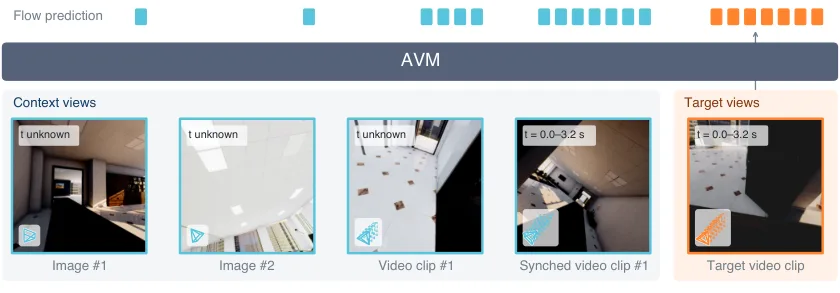 Flow prediction
AVM
Context views
Target views
t unknown
t unknown
t unknown
t = 0.0–3.2 s
t = 0.0–3.2 s
Image #1
Image #2
Video clip #1
Synched video clip #1
Target video clip